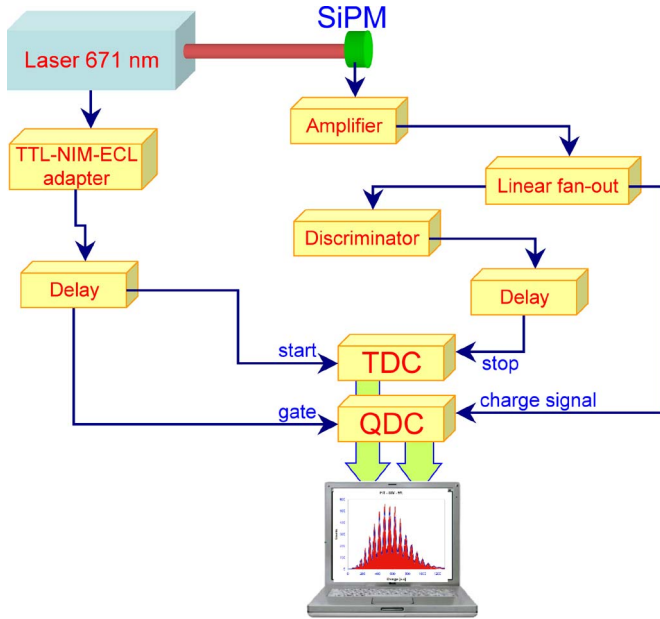 SiPM
Laser 671 nm
Amplifier
TTL-NIM-ECL
adapter
Linear fan-out
Discriminator
Delay
Delay
start
TDC
stop
gate
QDC
charge signal